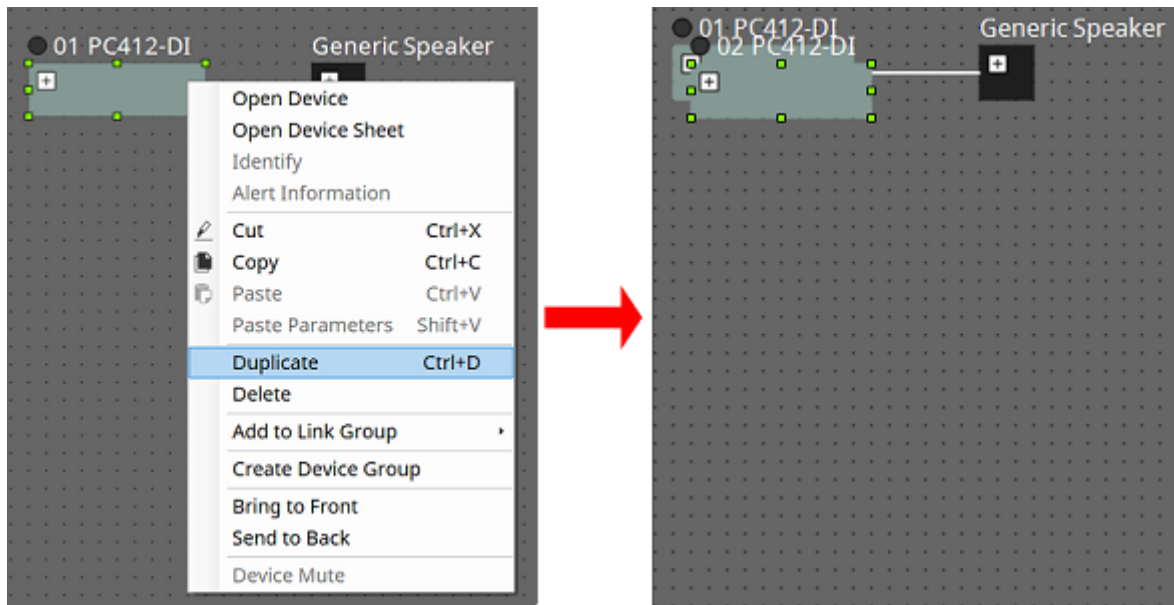 01 PC412-DI
Generic Speaker
Open Device
Open Device Sheet
Identify
Alert Information
Cut Ctrl+X
Copy Ctrl+C
Paste Ctrl+V
Paste Parameters Shift+V
Duplicate Ctrl+D
Delete
Add to Link Group
Create Device Group
Bring to Front
Send to Back
Device Mute
01 PC412-DI
02 PC412-DI
Generic Speaker